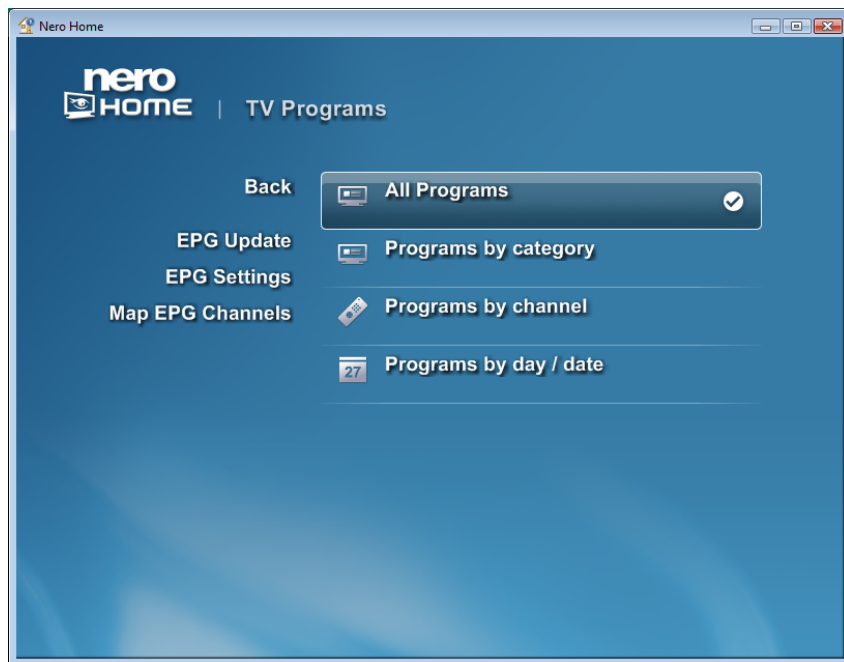 Nero Home
nero
HOME | TV Programs
Back
EPG Update
EPG Settings
Map EPG Channels
All Programs
Programs by category
Programs by channel
27
Programs by day / date